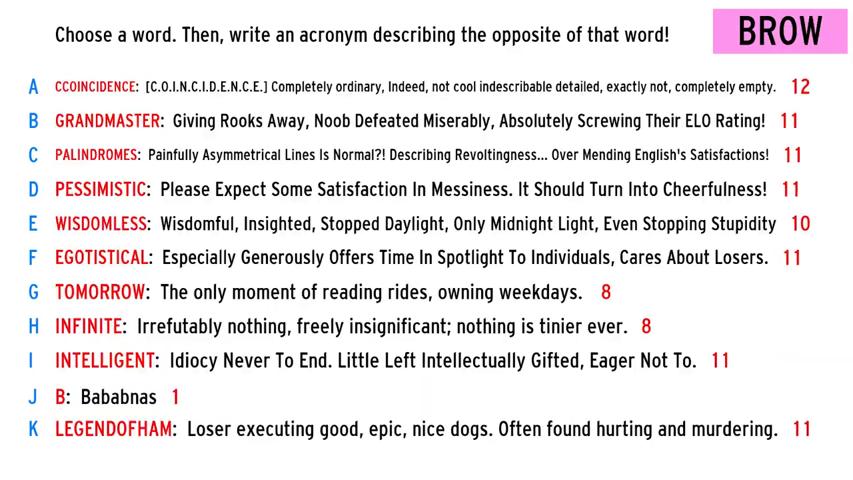 Choose a word. Then, write an acronym describing the opposite of that word! BROW
A CCOINCIDENCE: [C.O.I.N.C.I.D.E.N.C.E.] Completely ordinary, Indeed, not cool indescribable detailed, exactly not, completely empty. 12
B GRANDMASTER: Giving Rooks Away, Noob Defeated Miserably, Absolutely Screwing Their ELO Rating! 11
C PALINDROMES: Painfully Asymmetrical Lines Is Normal?! Describing Revoltingness... Over Mending English's Satisfactions! 11
D PESSIMISTIC: Please Expect Some Satisfaction In Messiness. It Should Turn Into Cheerfulness! 11
E WISDOMLESS: Wisdomful, Insighted, Stopped Daylight, Only Midnight Light, Even Stopping Stupidity 10
F EGOTISTICAL: Especially Generously Offers Time In Spotlight To Individuals, Cares About Losers. 11
G TOMORROW: The only moment of reading rides, owning weekdays. 8
H INFINITE: Irrefutably nothing, freely insignificant; nothing is tinier ever. 8
I INTELLIGENT: Idiocy Never To End. Little Left Intellectually Gifted, Eager Not To. 11
J B: Bababnas 1
K LEGENDOFHAM: Loser executing good, epic, nice dogs. Often found hurting and murdering. 11